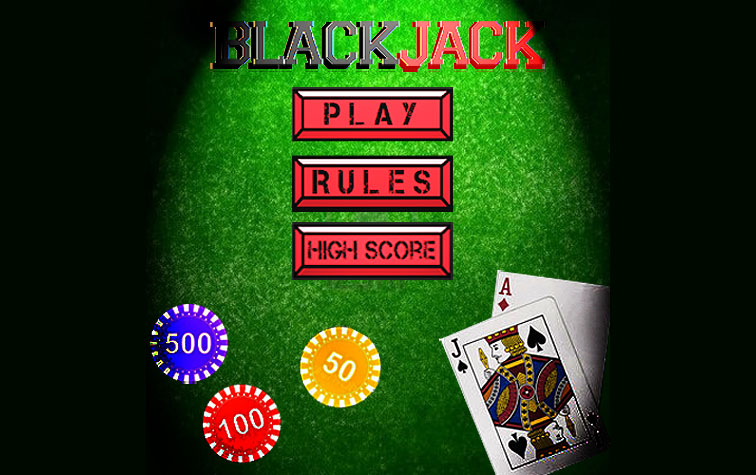 BLACKJACK
PLAY
RULES
HIGH SCORE
A
J
500
50
100